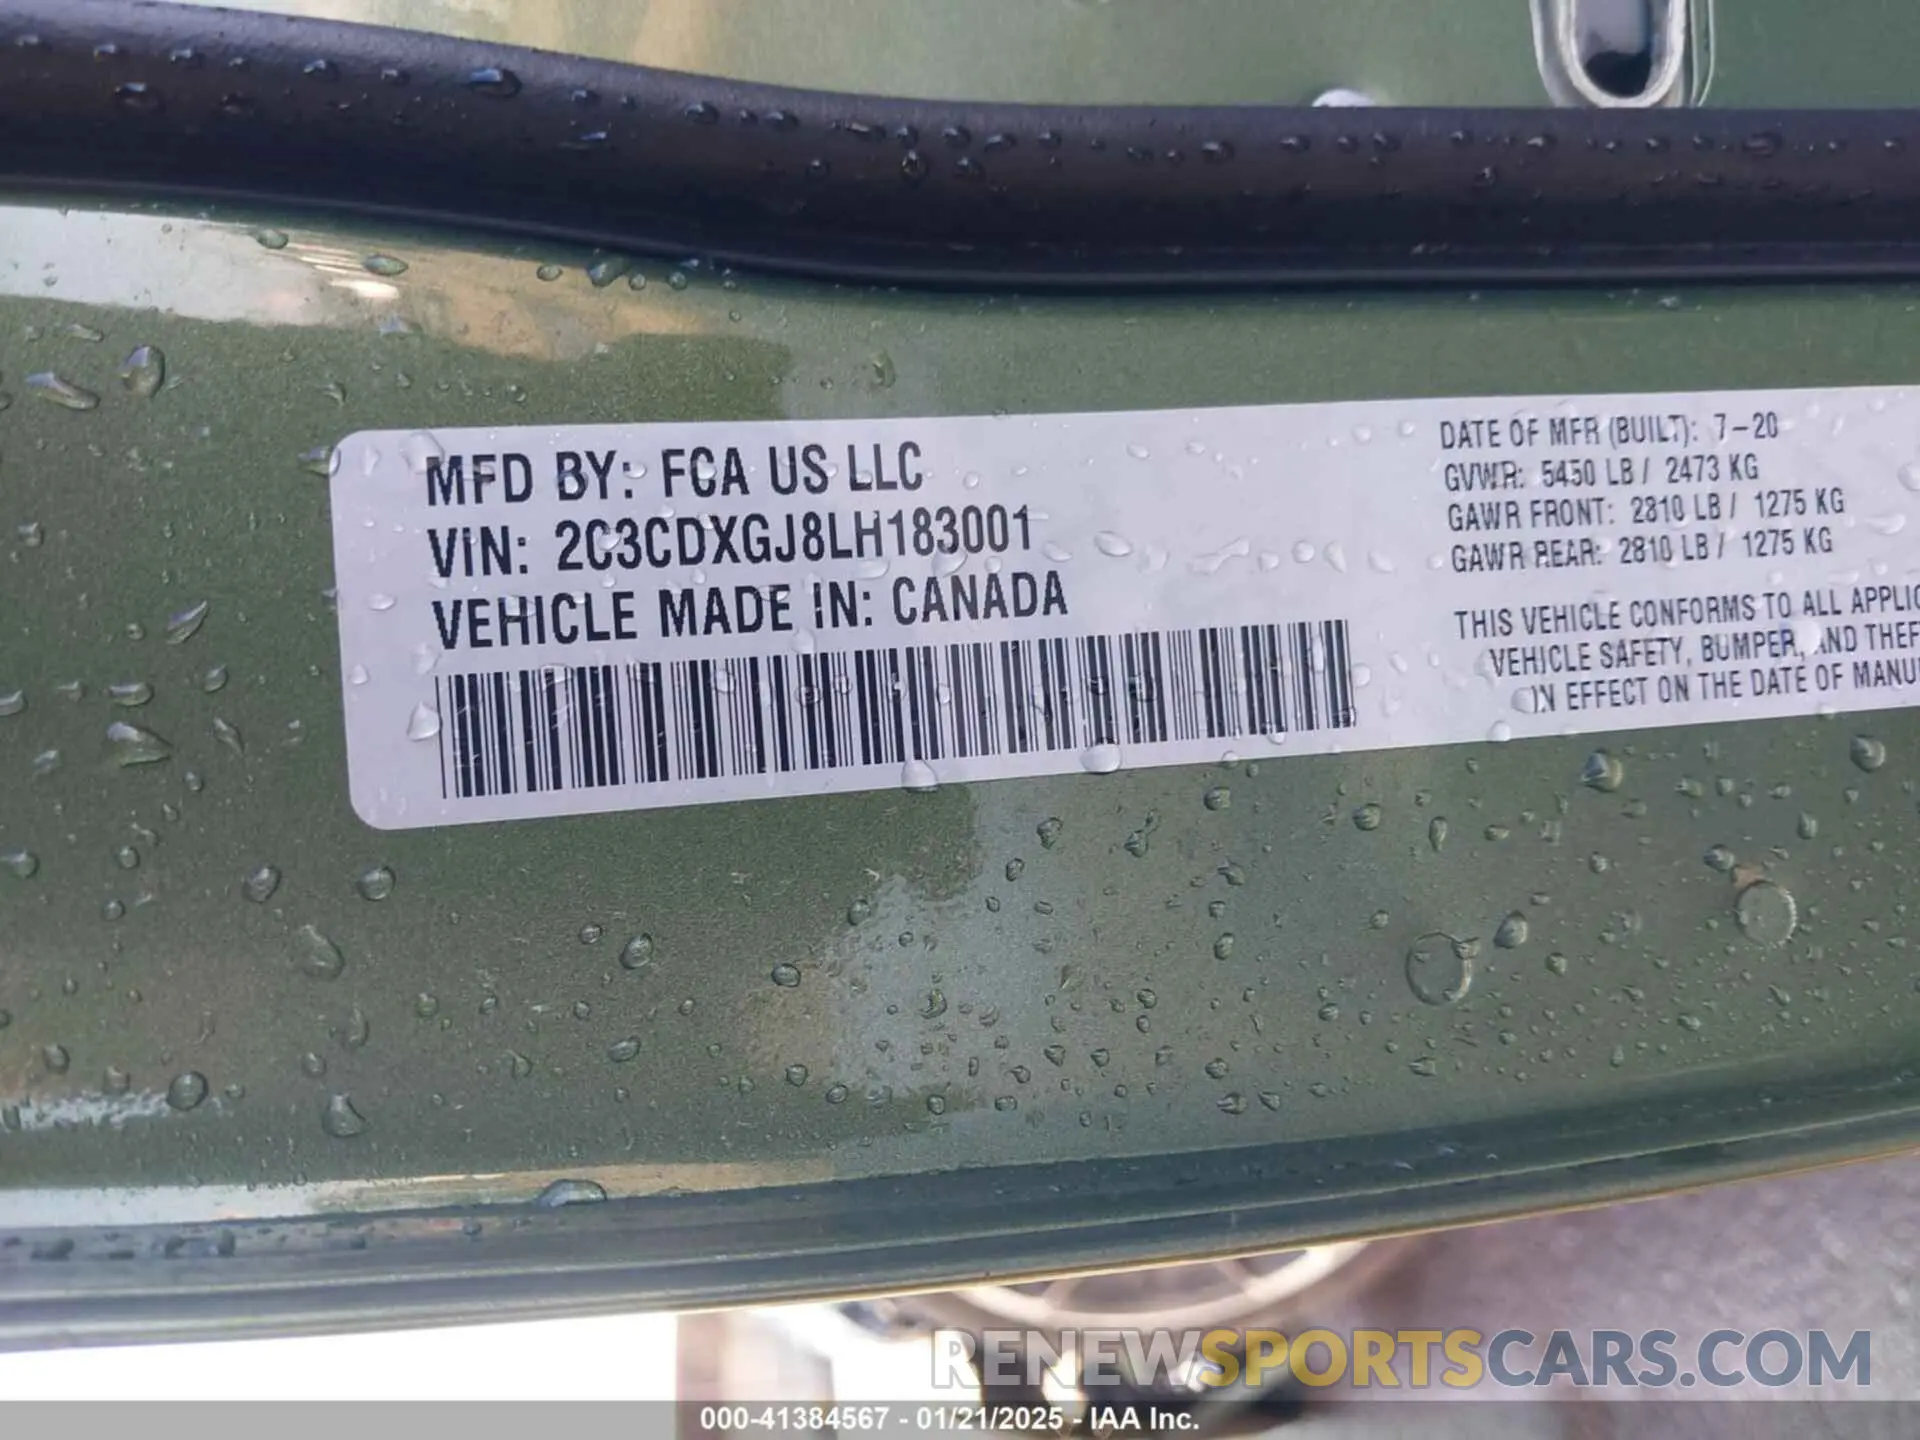 MFD BY: FCA US LLC
VIN: 2C3CDXGJ8LH183001
VEHICLE MADE IN: CANADA
DATE OF MFR (BUILT): 7-20
GVWR: 5450 LB / 2473 KG
GAWR FRONT: 2810 LB / 1275 KG
GAWR REAR: 2810 LB / 1275 KG
THIS VEHICLE CONFORMS TO ALL APPLIC
VEHICLE SAFETY, BUMPER, AND THEF
IN EFFECT ON THE DATE OF MANU
RENEWSPORTSCARS.COM
000-41384567 - 01/21/2025 - IAA Inc.